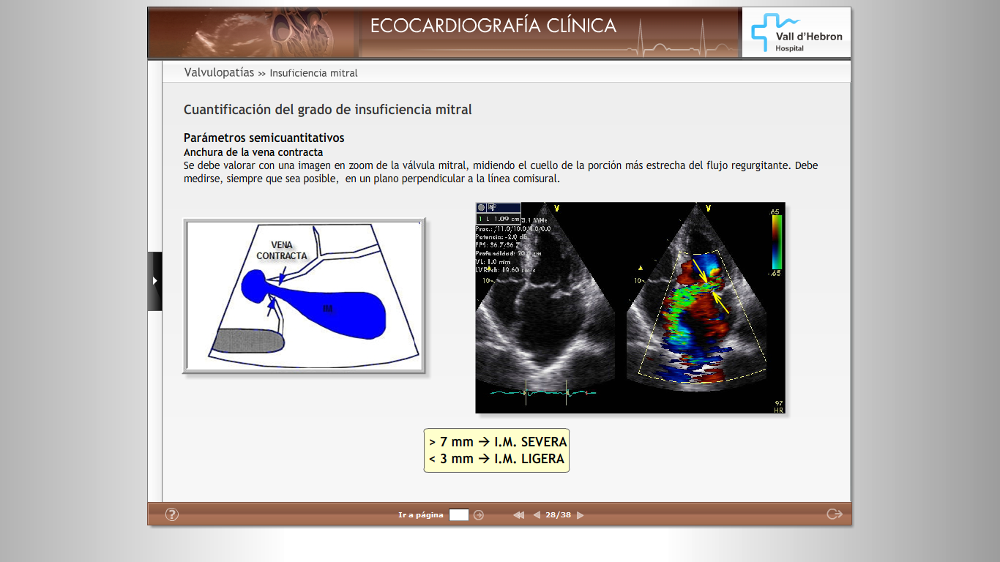 ECOCARDIOGRAFÍA CLÍNICA
Vall d'Hebron
Hospital
Valvulopatías » Insuficiencia mitral
Cuantificación del grado de insuficiencia mitral
Parámetros semicuantitativos
Anchura de la vena contracta
Se debe valorar con una imagen en zoom de la válvula mitral, midiendo el cuello de la porción más estrecha del flujo regurgitante. Debe
medirse, siempre que sea posible, en un plano perpendicular a la línea comisural.
VENA
CONTRACTA
IM
1 L 1.09 cm
3.1 MHz
Proc.: /11.0/10.0/4.0/0.0
Potencia: -2.0 dB
FPS: 36.7/36.7
Profundidad: 20.0 cm
VL: 1.0 mm
19.60 cm/s
10
V
10
V
.65
-.65
97
HR
> 7 mm → I.M. SEVERA
< 3 mm → I.M. LIGERA
?
Ir a página
28/38